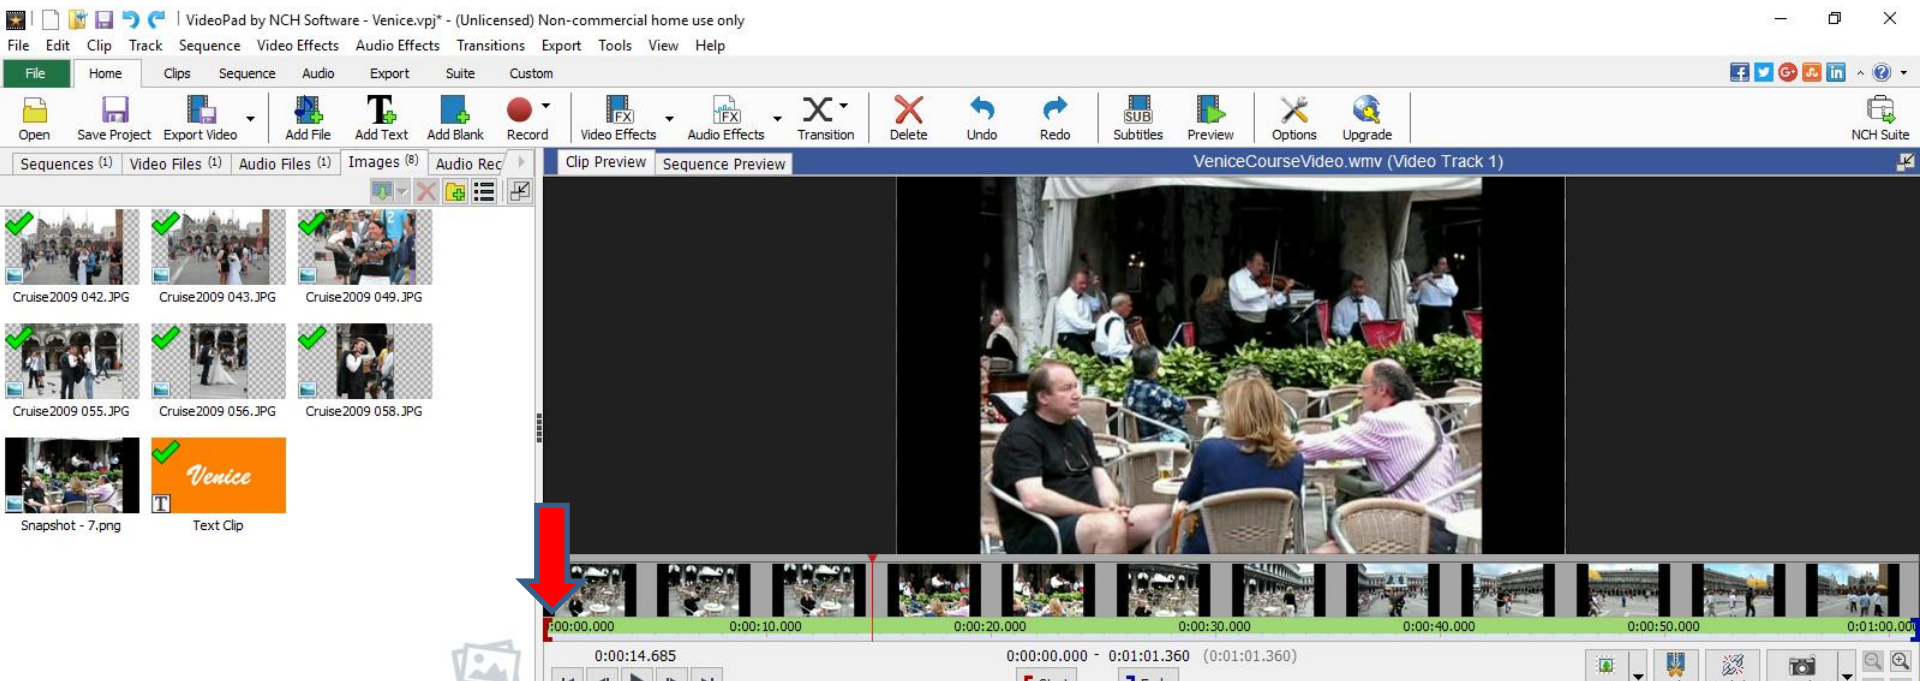 VideoPad by NCH Software - Venice.vpj* - (Unlicensed) Non-commercial home use only
File Edit Clip Track Sequence Video Effects Audio Effects Transitions Export Tools View Help
File Home Clips Sequence Audio Export Suite Custom
Open Save Project Export Video Add File Add Text Add Blank Record Video Effects Audio Effects Transition Delete Undo Redo Subtitles Preview Options Upgrade NCH Suite
FX FX SUB
Sequences (1) Video Files (1) Audio Files (1) Images (8) Audio Rec
Clip Preview Sequence Preview VeniceCourseVideo.wmv (Video Track 1)
Cruise2009 042.JPG Cruise2009 043.JPG Cruise2009 049.JPG
Cruise2009 055.JPG Cruise2009 056.JPG Cruise2009 058.JPG
Venice
T
Snapshot - 7.png Text Clip
:00:00.000 0:00:10.000 0:00:20.000 0:00:30.000 0:00:40.000 0:00:50.000 0:01:00.00
0:00:14.685 0:00:00.000 - 0:01:01.360 (0:01:01.360)